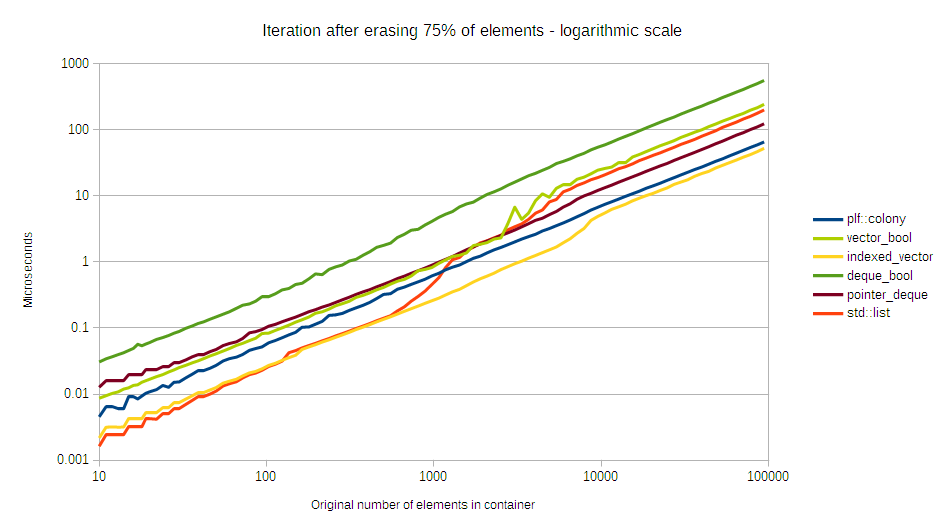 Iteration after erasing 75% of elements - logarithmic scale
1000
100
10
1
0.1
0.01
0.001
Microseconds
10
100
1000
10000
100000
Original number of elements in container
plf::colony
vector_bool
indexed_vector
deque_bool
pointer_deque
std::list